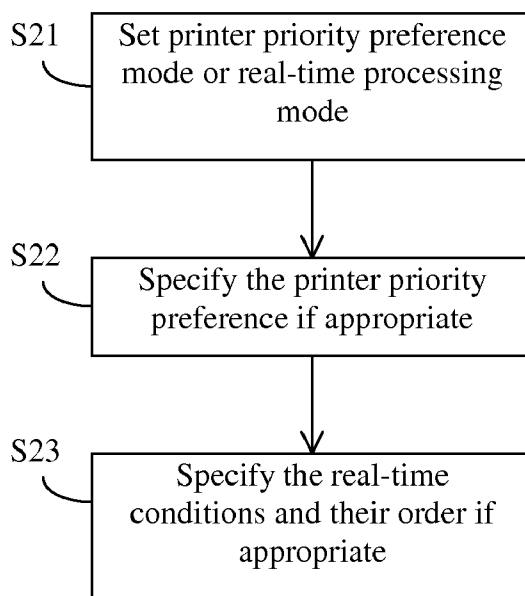 S21
Set printer priority preference
mode or real-time processing
mode
S22
Specify the printer priority
preference if appropriate
S23
Specify the real-time
conditions and their order if
appropriate